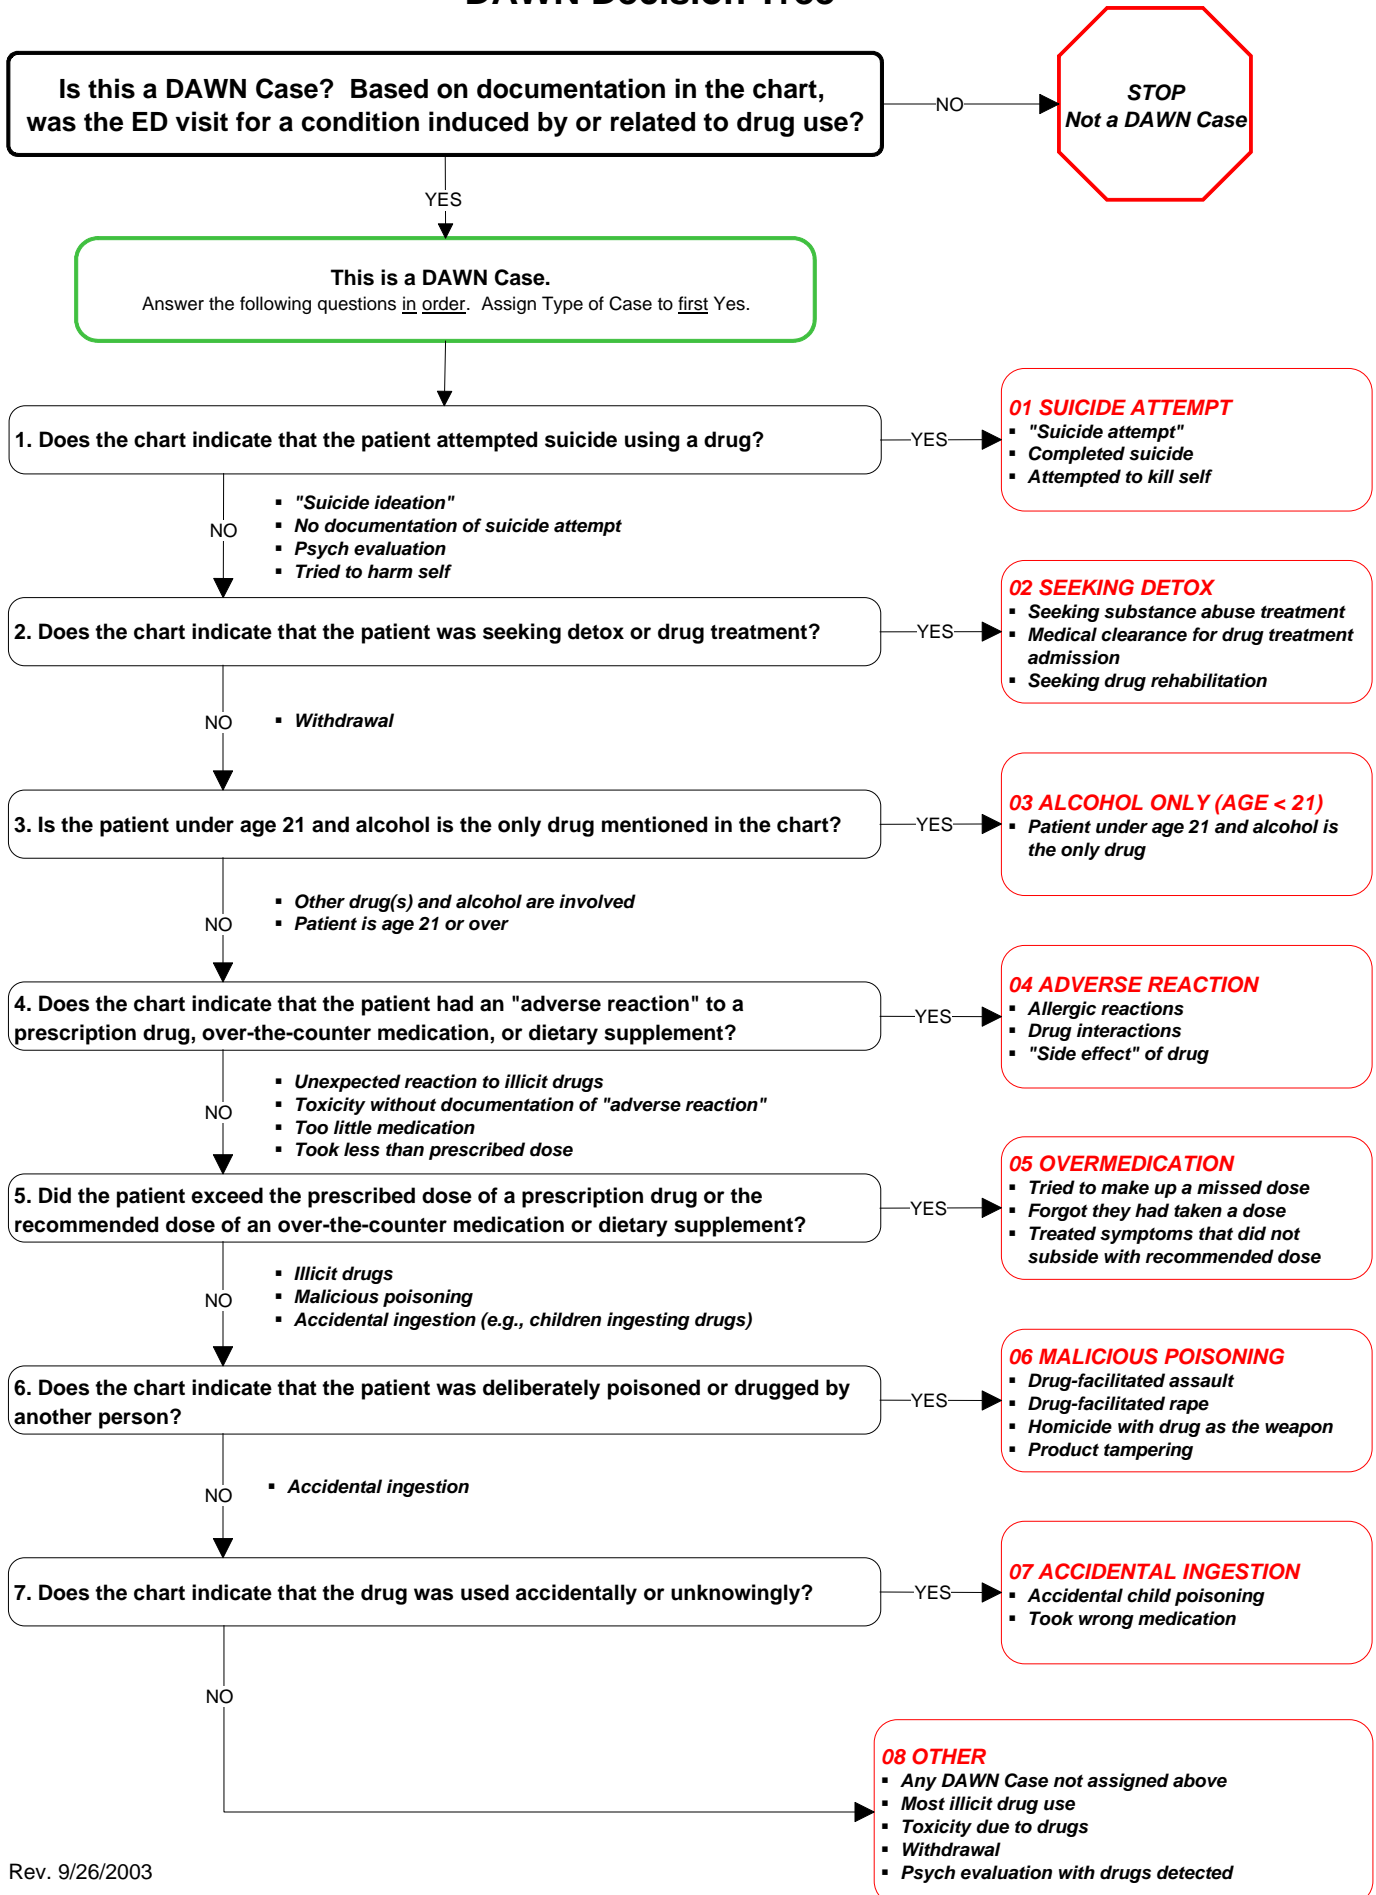 DAWN Decision Tree
Is this a DAWN Case?  Based on documentation in the chart,
was the ED visit for a condition induced by or related to drug use?
NO
STOP
Not a DAWN Case
YES
This is a DAWN Case.
Answer the following questions in order.  Assign Type of Case to first Yes.
1. Does the chart indicate that the patient attempted suicide using a drug?
YES
01 SUICIDE ATTEMPT
▪ "Suicide attempt"
▪ Completed suicide
▪ Attempted to kill self
NO
▪ "Suicide ideation"
▪ No documentation of suicide attempt
▪ Psych evaluation
▪ Tried to harm self
2. Does the chart indicate that the patient was seeking detox or drug treatment?
YES
02 SEEKING DETOX
▪ Seeking substance abuse treatment
▪ Medical clearance for drug treatment
admission
▪ Seeking drug rehabilitation
NO
▪ Withdrawal
3. Is the patient under age 21 and alcohol is the only drug mentioned in the chart?
YES
03 ALCOHOL ONLY (AGE < 21)
▪ Patient under age 21 and alcohol is
the only drug
NO
▪ Other drug(s) and alcohol are involved
▪ Patient is age 21 or over
4. Does the chart indicate that the patient had an "adverse reaction" to a
prescription drug, over-the-counter medication, or dietary supplement?
YES
04 ADVERSE REACTION
▪ Allergic reactions
▪ Drug interactions
▪ "Side effect" of drug
NO
▪ Unexpected reaction to illicit drugs
▪ Toxicity without documentation of "adverse reaction"
▪ Too little medication
▪ Took less than prescribed dose
5. Did the patient exceed the prescribed dose of a prescription drug or the
recommended dose of an over-the-counter medication or dietary supplement?
YES
05 OVERMEDICATION
▪ Tried to make up a missed dose
▪ Forgot they had taken a dose
▪ Treated symptoms that did not
subside with recommended dose
NO
▪ Illicit drugs
▪ Malicious poisoning
▪ Accidental ingestion (e.g., children ingesting drugs)
6. Does the chart indicate that the patient was deliberately poisoned or drugged by
another person?
YES
06 MALICIOUS POISONING
▪ Drug-facilitated assault
▪ Drug-facilitated rape
▪ Homicide with drug as the weapon
▪ Product tampering
NO
▪ Accidental ingestion
7. Does the chart indicate that the drug was used accidentally or unknowingly?
YES
07 ACCIDENTAL INGESTION
▪ Accidental child poisoning
▪ Took wrong medication
NO
08 OTHER
▪ Any DAWN Case not assigned above
▪ Most illicit drug use
▪ Toxicity due to drugs
▪ Withdrawal
▪ Psych evaluation with drugs detected
Rev. 9/26/2003